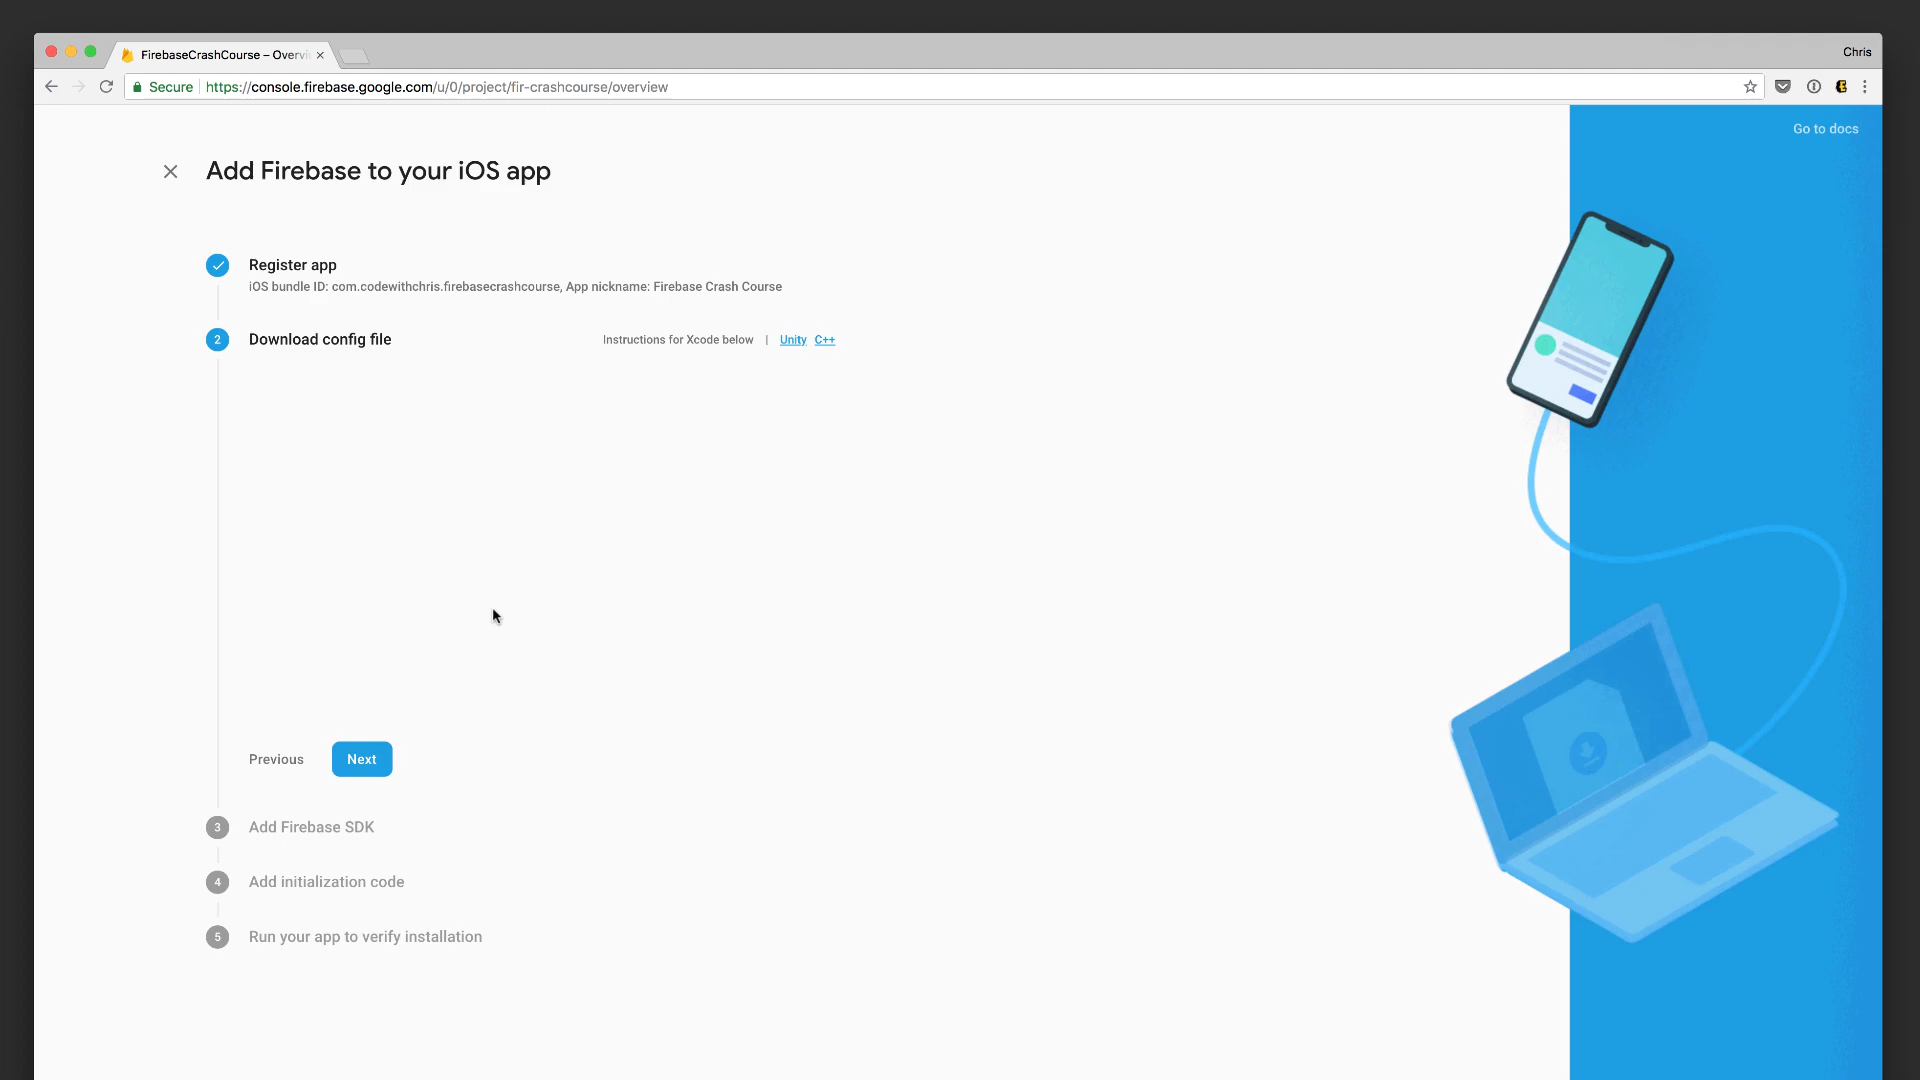 FirebaseCrashCourse – Overvi
Chris
Secure https://console.firebase.google.com/u/0/project/fir-crashcourse/overview
Go to docs
Add Firebase to your iOS app
Register app
iOS bundle ID: com.codewithchris.firebasecrashcourse, App nickname: Firebase Crash Course
2 Download config file Instructions for Xcode below | Unity C++
Previous Next
3 Add Firebase SDK
4 Add initialization code
5 Run your app to verify installation